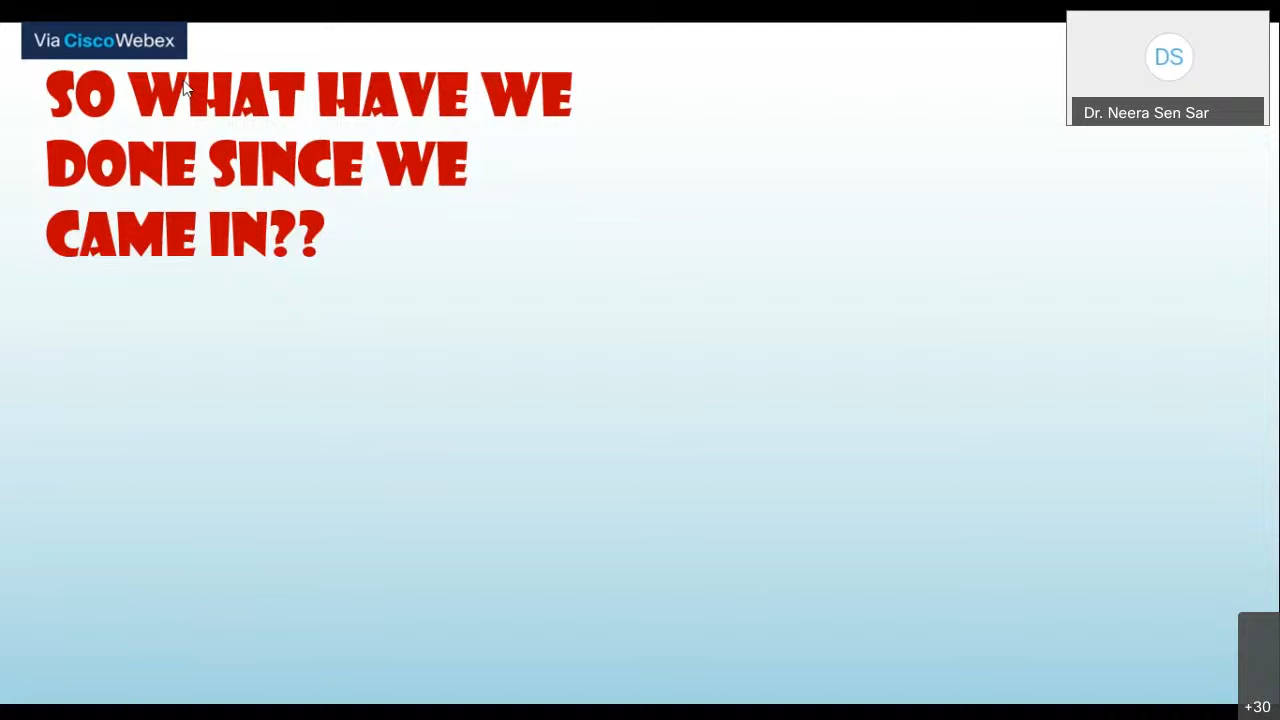 Via CiscoWebex
SO WHAT HAVE WE
DONE SINCE WE
CAME IN??
DS
Dr. Neera Sen Sar
+30